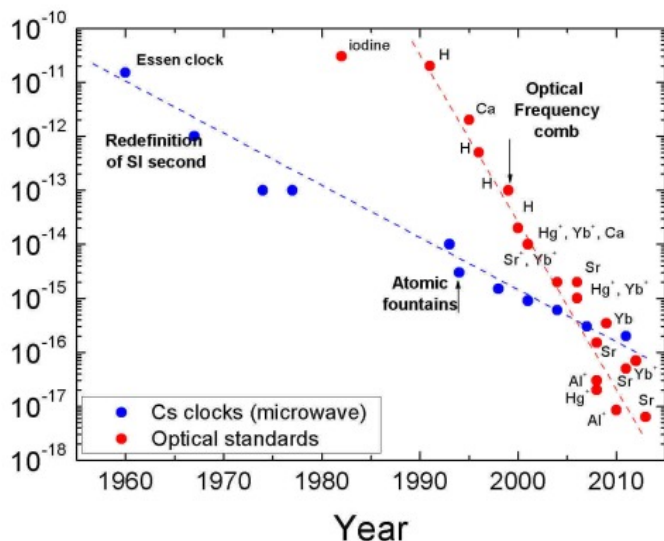 10⁻¹⁰
10⁻¹¹
10⁻¹²
10⁻¹³
10⁻¹⁴
10⁻¹⁵
10⁻¹⁶
10⁻¹⁷
10⁻¹⁸
Essen clock
iodine
H
Ca
Optical
Frequency
comb
Redefinition
of SI second
H
H
H
Hg⁺, Yb⁺, Ca
Sr⁺, Yb⁺
Sr
Atomic
fountains
Hg⁺, Yb⁺
Yb
Sr
Al⁺
Sr
Yb⁺
Hg⁺
Al⁺
Sr
Cs clocks (microwave)
Optical standards
1960
1970
1980
1990
2000
2010
Year